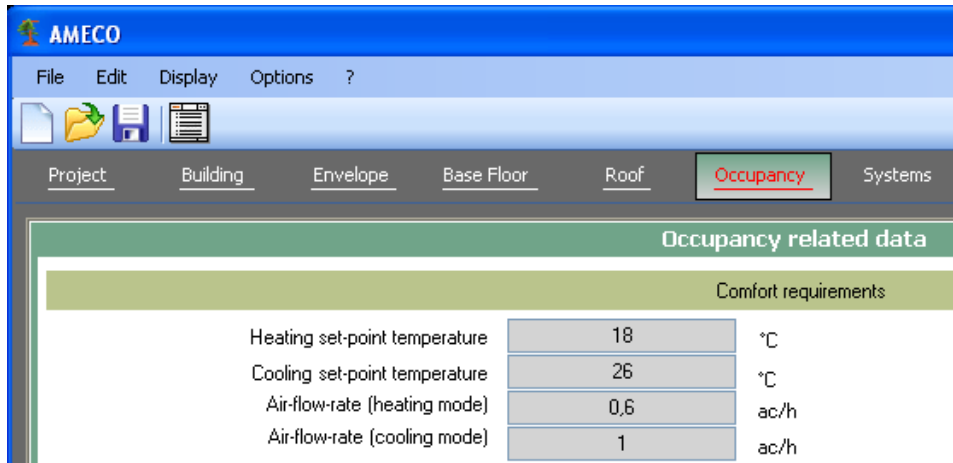 AMECO
File Edit Display Options ?
Project Building Envelope Base Floor Roof Occupancy Systems
Occupancy related data
Comfort requirements
Heating set-point temperature 18 °C
Cooling set-point temperature 26 °C
Air-flow-rate (heating mode) 0,6 ac/h
Air-flow-rate (cooling mode) 1 ac/h